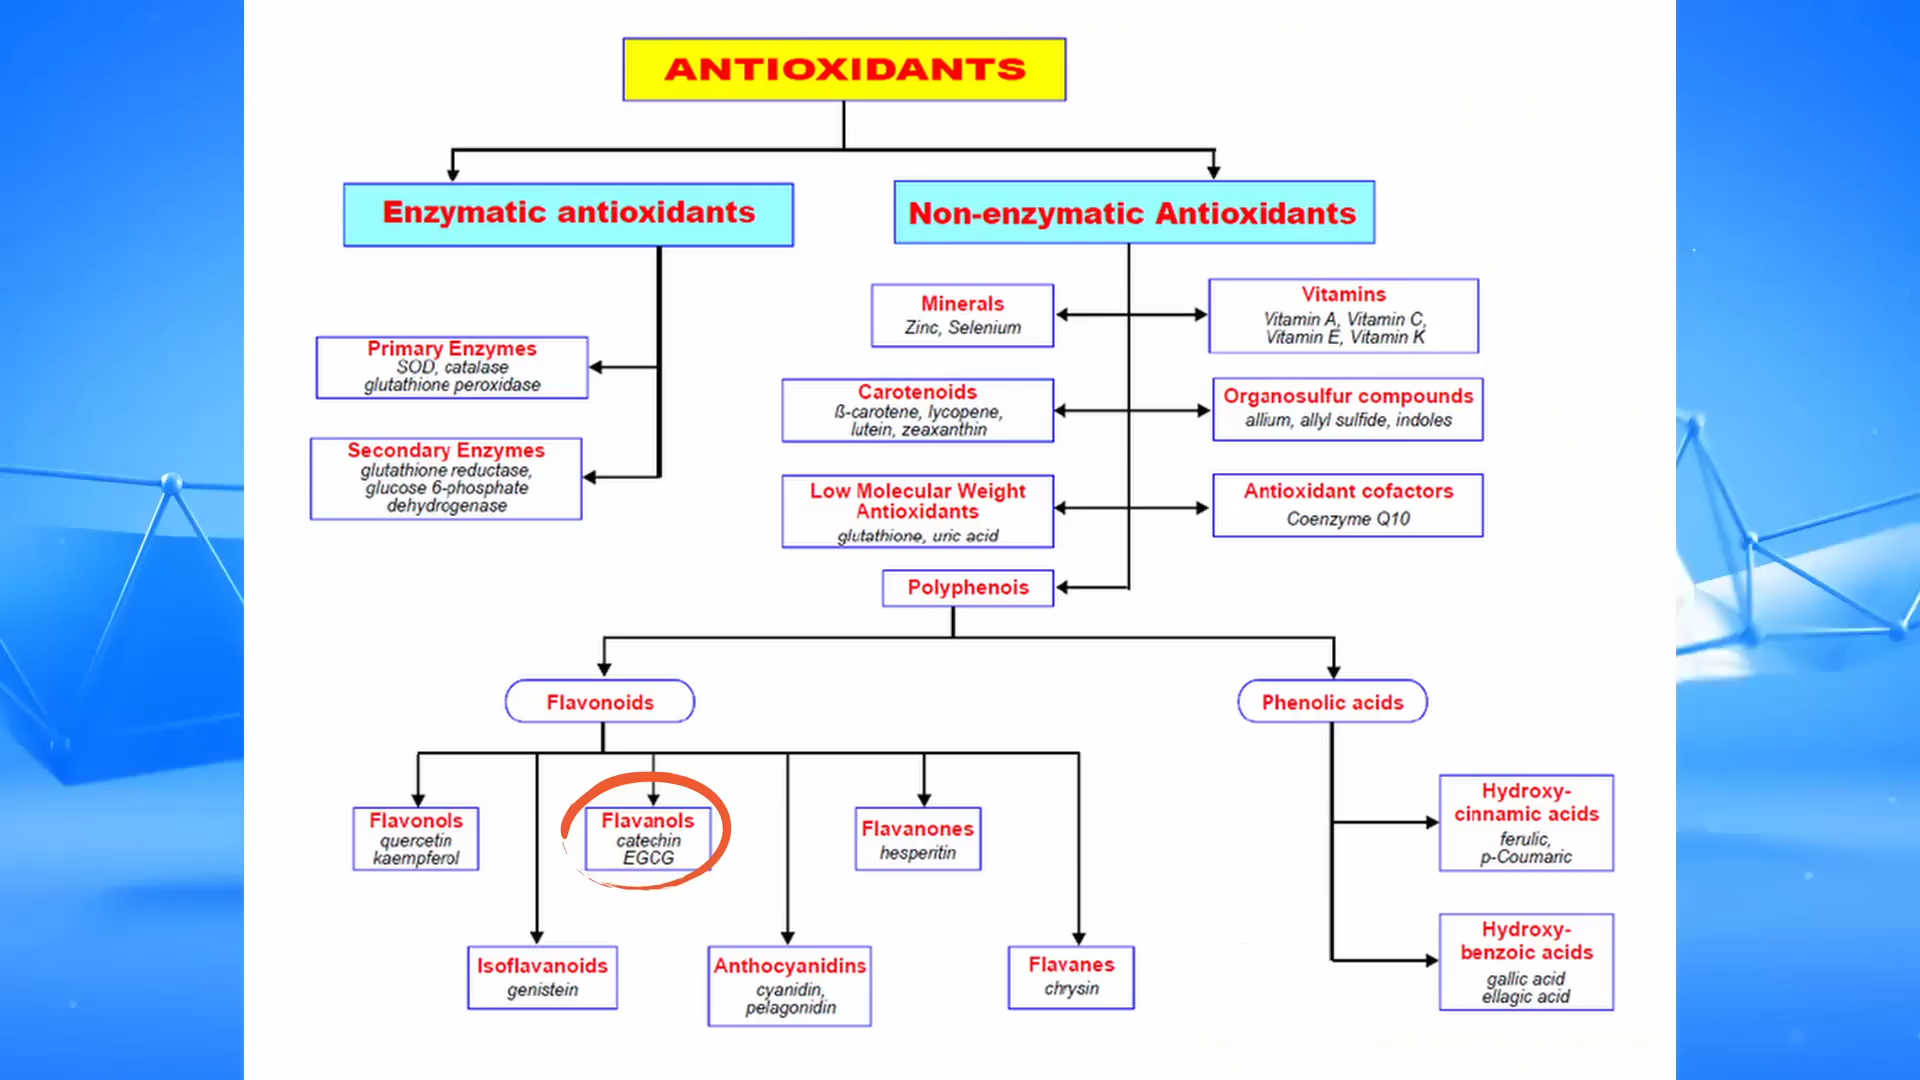 ANTIOXIDANTS
Enzymatic antioxidants
Non-enzymatic Antioxidants
Minerals
Zinc, Selenium
Vitamins
Vitamin A, Vitamin C,
Vitamin E, Vitamin K
Primary Enzymes
SOD, catalase
glutathione peroxidase
Carotenoids
ß-carotene, lycopene,
lutein, zeaxanthin
Organosulfur compounds
allium, allyl sulfide, indoles
Secondary Enzymes
glutathione reductase,
glucose 6-phosphate
dehydrogenase
Low Molecular Weight
Antioxidants
glutathione, uric acid
Antioxidant cofactors
Coenzyme Q10
Polyphenois
Flavonoids
Phenolic acids
Flavonols
quercetin
kaempferol
Flavanols
catechin
EGCG
Flavanones
hesperitin
Hydroxy-
cinnamic acids
ferulic,
p-Coumaric
Isoflavanoids
genistein
Anthocyanidins
cyanidin,
pelagonidin
Flavanes
chrysin
Hydroxy-
benzoic acids
gallic acid
ellagic acid